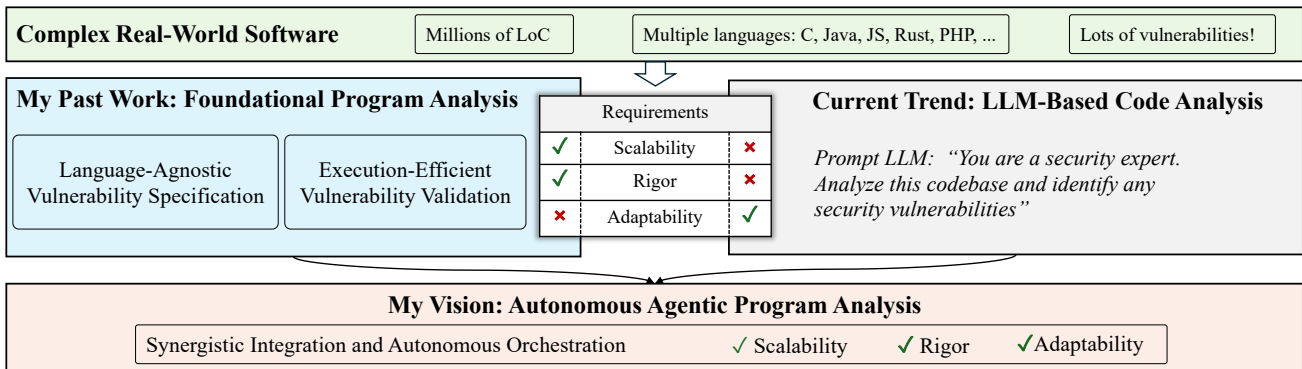 Complex Real-World Software
Millions of LoC
Multiple languages: C, Java, JS, Rust, PHP, ...
Lots of vulnerabilities!
My Past Work: Foundational Program Analysis
Language-Agnostic
Vulnerability Specification
Execution-Efficient
Vulnerability Validation
Requirements
✓ Scalability ×
✓ Rigor ×
× Adaptability ✓
Current Trend: LLM-Based Code Analysis
Prompt LLM: “You are a security expert.
Analyze this codebase and identify any
security vulnerabilities”
My Vision: Autonomous Agentic Program Analysis
Synergistic Integration and Autonomous Orchestration ✓ Scalability ✓ Rigor ✓Adaptability